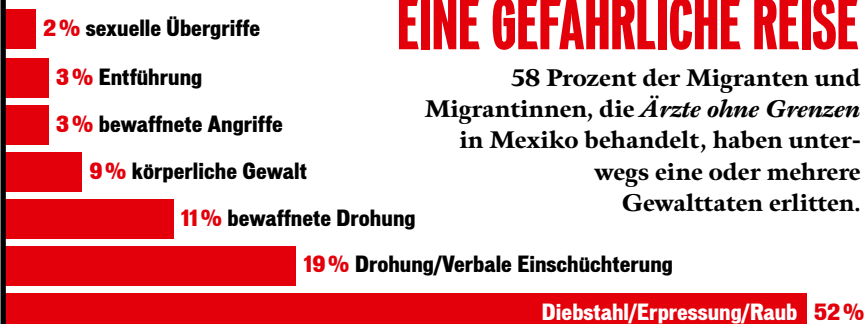 EINE GEFÄHRLICHE REISE
58 Prozent der Migranten und
Migrantinnen, die Ärzte ohne Grenzen
in Mexiko behandelt, haben unter-
wegs eine oder mehrere
Gewalttaten erlitten.
2 % sexuelle Übergriffe
3 % Entführung
3 % bewaffnete Angriffe
9 % körperliche Gewalt
11 % bewaffnete Drohung
19 % Drohung/Verbale Einschüchterung
Diebstahl/Erpressung/Raub 52 %